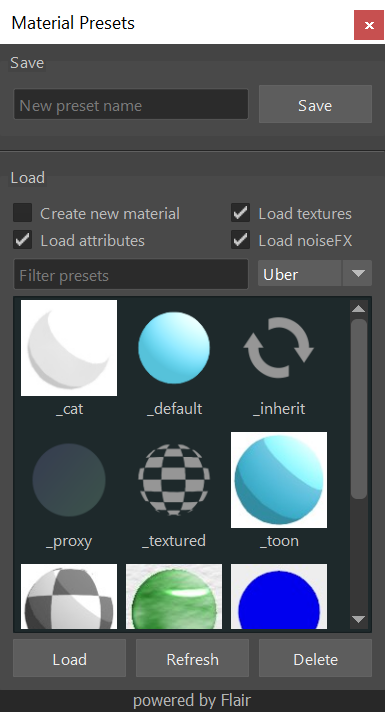 Material Presets
Save
New preset name
Save
Load
Create new material
Load textures
Load attributes
Load noiseFX
Filter presets
Uber
_cat
_default
_inherit
_proxy
_textured
_toon
Load
Refresh
Delete
powered by Flair